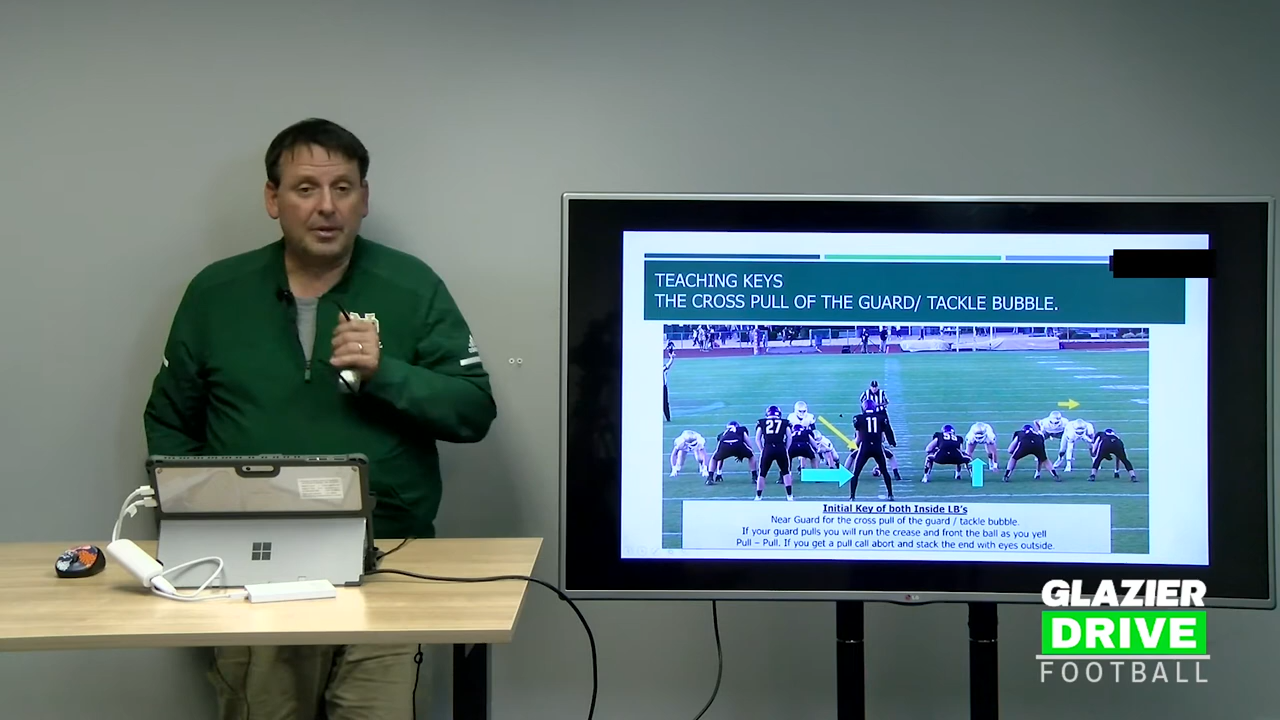 TEACHING KEYS
THE CROSS PULL OF THE GUARD/ TACKLE BUBBLE.
27
11
Initial Key of both Inside LB's
Near Guard for the cross pull of the guard / tackle bubble.
If your guard pulls you will run the crease and front the ball as you yell
Pull – Pull. If you get a pull call abort and stack the end with eyes outside.
LG
GLAZIER
DRIVE
FOOTBALL